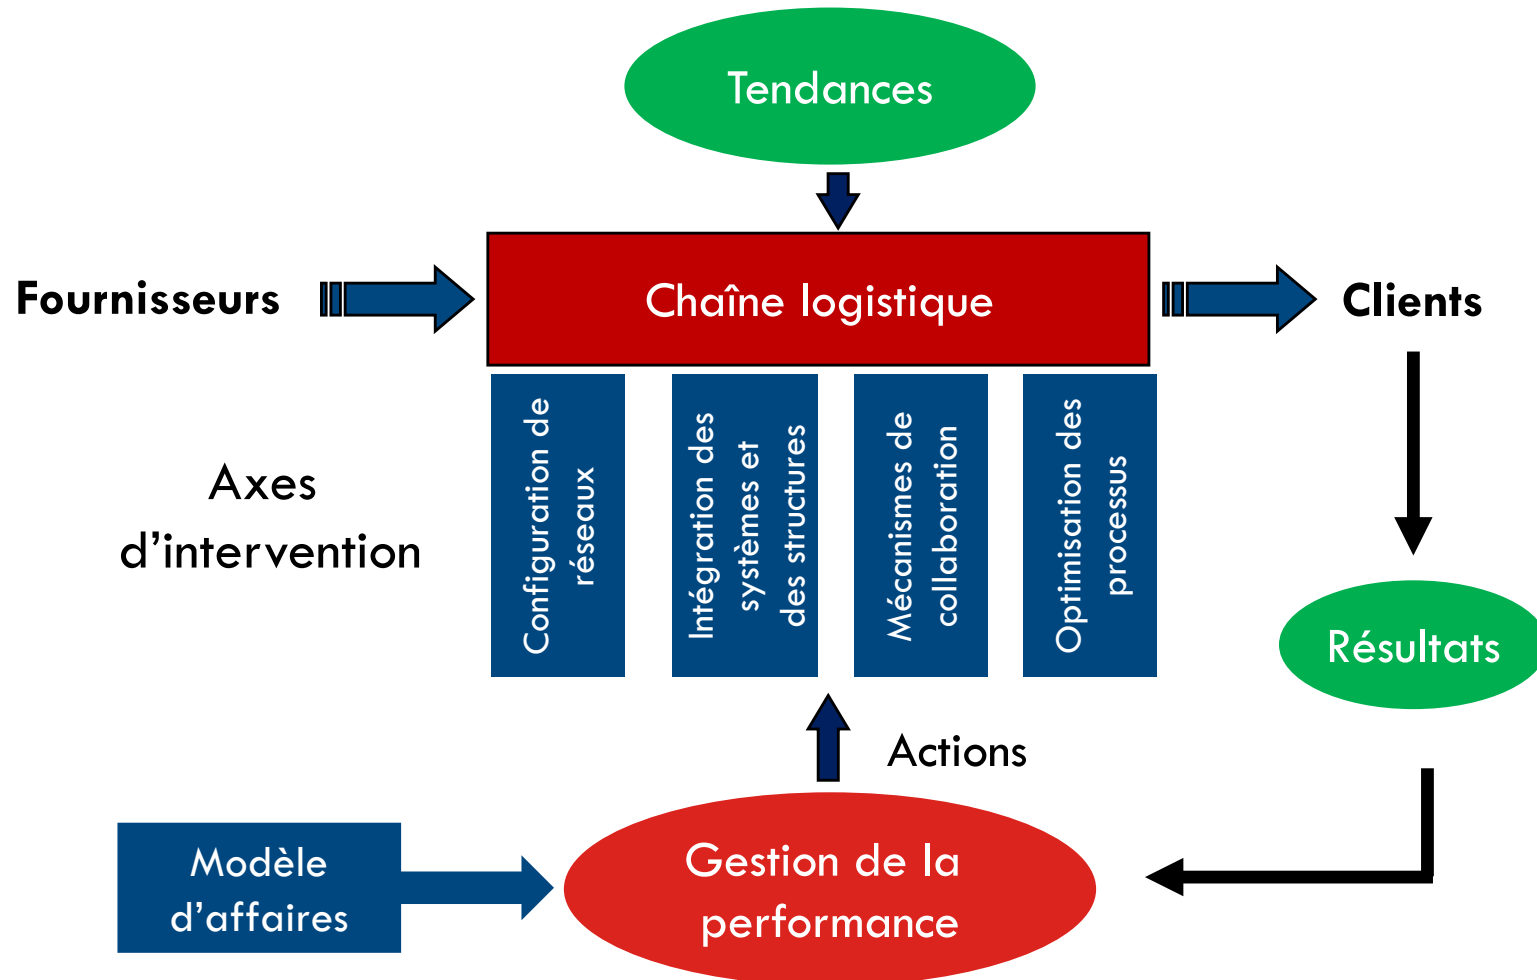 Tendances
Fournisseurs
Chaîne logistique
Clients
Axes
d'intervention
Configuration de
réseaux
Intégration des
systèmes et
des structures
Mécanismes de
collaboration
Optimisation des
processus
Résultats
Actions
Modèle
d'affaires
Gestion de la
performance